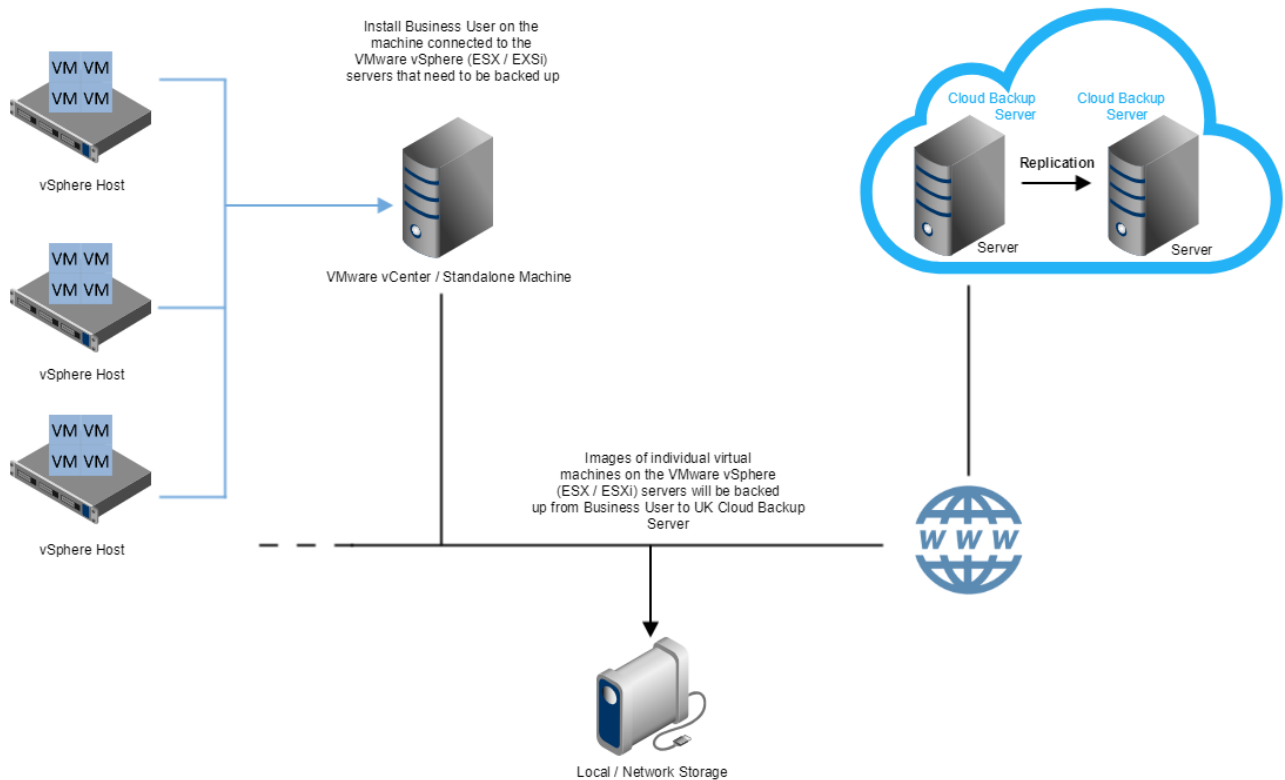 Install Business User on the
machine connected to the
VMware vSphere (ESX / EXSi)
servers that need to be backed up
VM VM
VM VM
vSphere Host
VM VM
VM VM
vSphere Host
VM VM
VM VM
vSphere Host
VMware vCenter / Standalone Machine
Cloud Backup
Server
Cloud Backup
Server
Replication
Server
Server
Images of individual virtual
machines on the VMware vSphere
(ESX / ESXi) servers will be backed
up from Business User to UK Cloud Backup
Server
W W W
Local / Network Storage